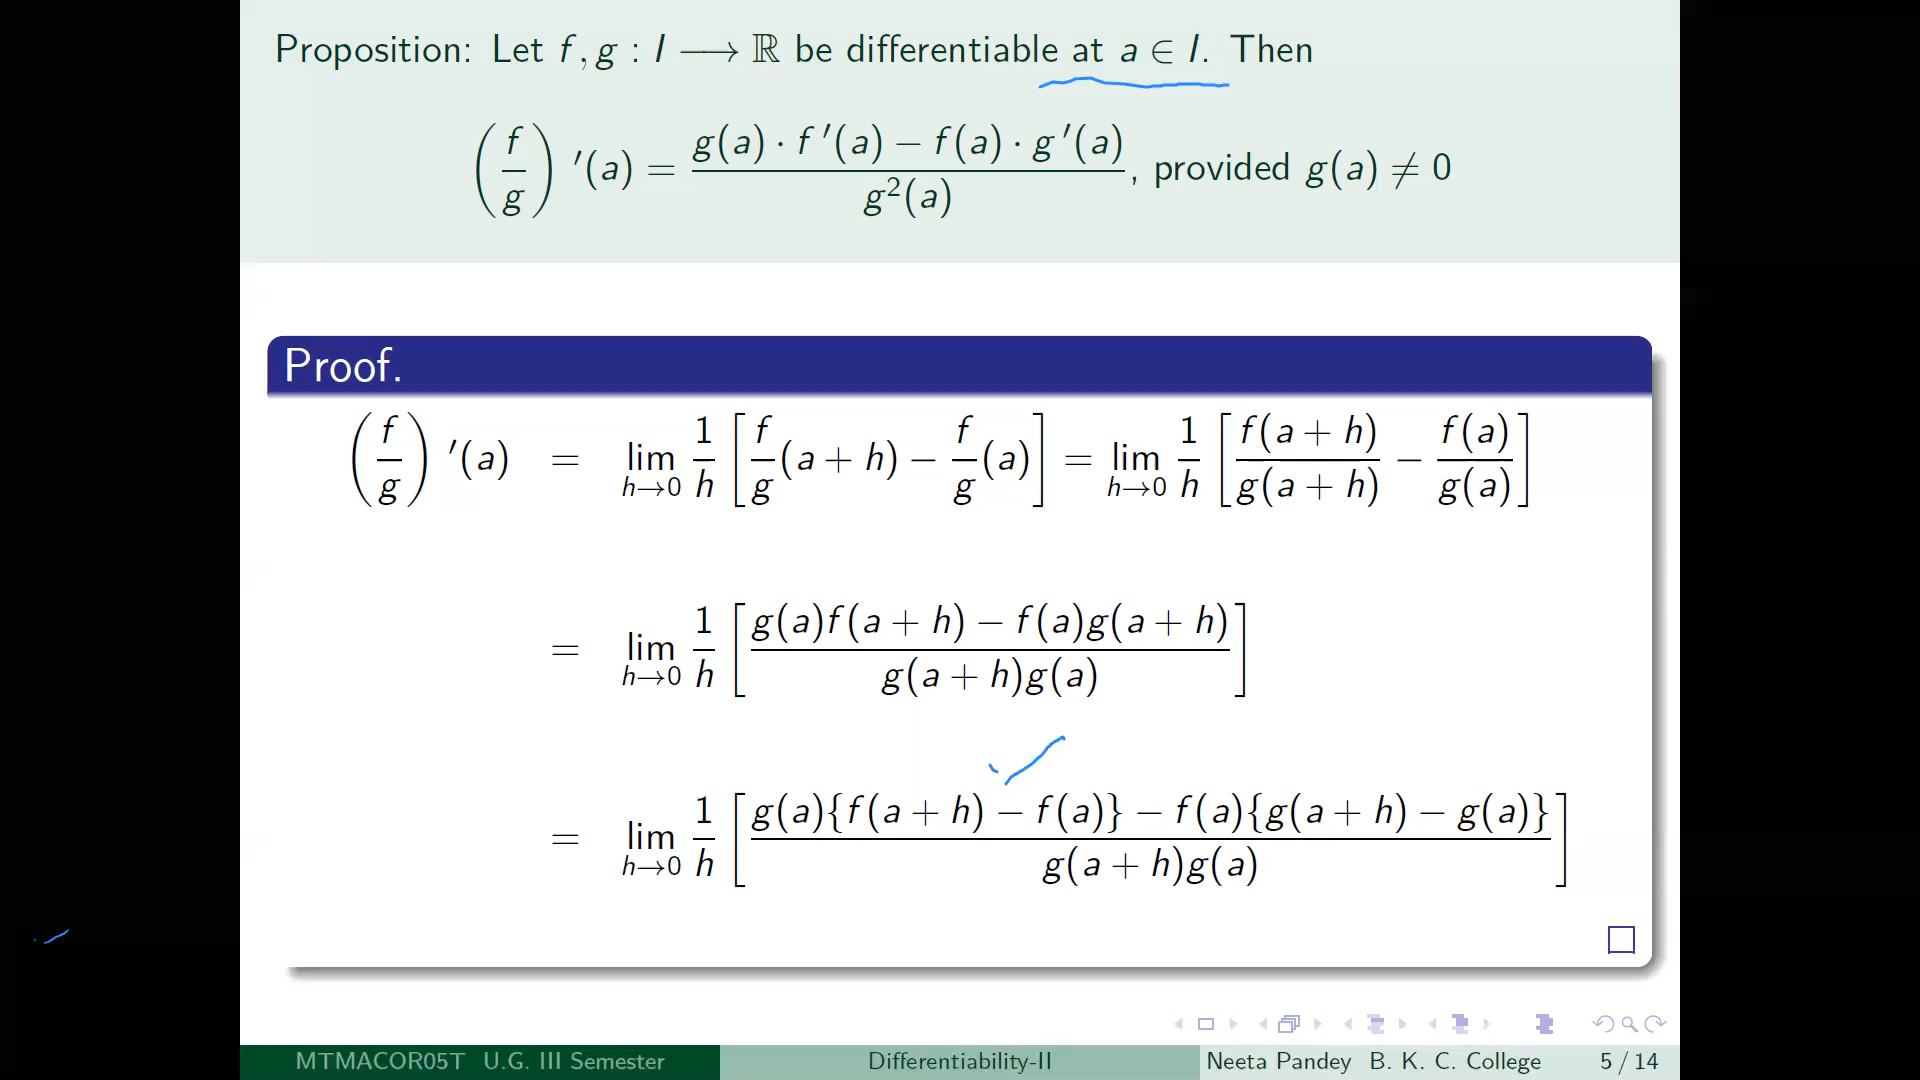 Proposition: Let f, g : I ⟶ ℝ be differentiable at a ∈ I. Then
(f/g)′(a) = (g(a) · f′(a) − f(a) · g′(a)) / g²(a), provided g(a) ≠ 0
Proof.
(f/g)′(a) = lim_{h→0} 1/h [f/g(a + h) − f/g(a)] = lim_{h→0} 1/h [f(a + h)/g(a + h) − f(a)/g(a)]
= lim_{h→0} 1/h [(g(a)f(a + h) − f(a)g(a + h)) / (g(a + h)g(a))]
= lim_{h→0} 1/h [(g(a){f(a + h) − f(a)} − f(a){g(a + h) − g(a)}) / (g(a + h)g(a))]
□
MTMACOR05T U.G. III Semester Differentiability-II Neeta Pandey B. K. C. College 5 / 14